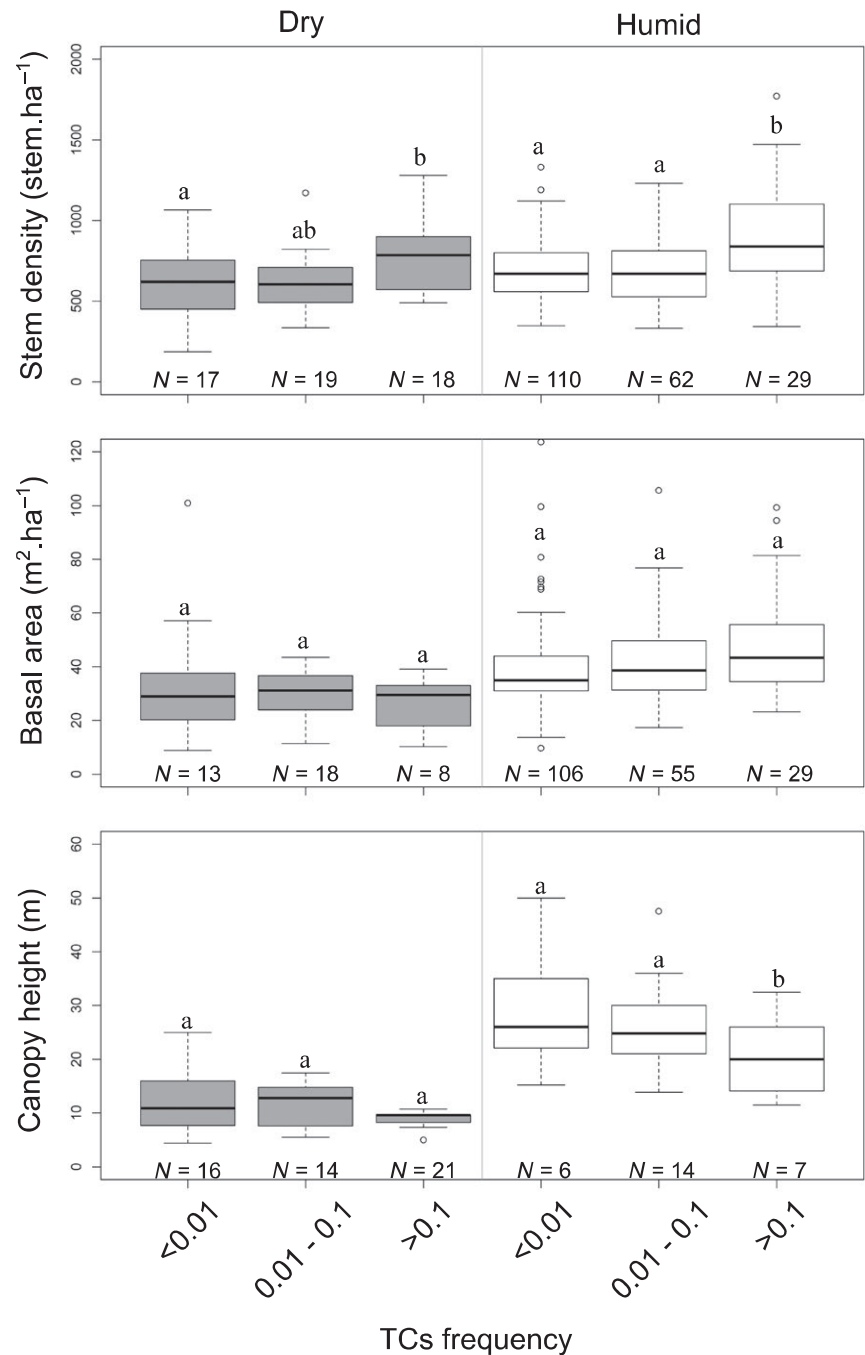 Dry Humid
Stem density (stem.ha⁻¹)
2000
1500
1000
500
0
a ab b a a b
N = 17 N = 19 N = 18 N = 110 N = 62 N = 29
Basal area (m².ha⁻¹)
120
100
80
60
40
20
0
a a a a a a
N = 13 N = 18 N = 8 N = 106 N = 55 N = 29
Canopy height (m)
60
50
40
30
20
10
0
a a a a a b
N = 16 N = 14 N = 21 N = 6 N = 14 N = 7
<0.01 0.01 - 0.1 >0.1 <0.01 0.01 - 0.1 >0.1
TCs frequency